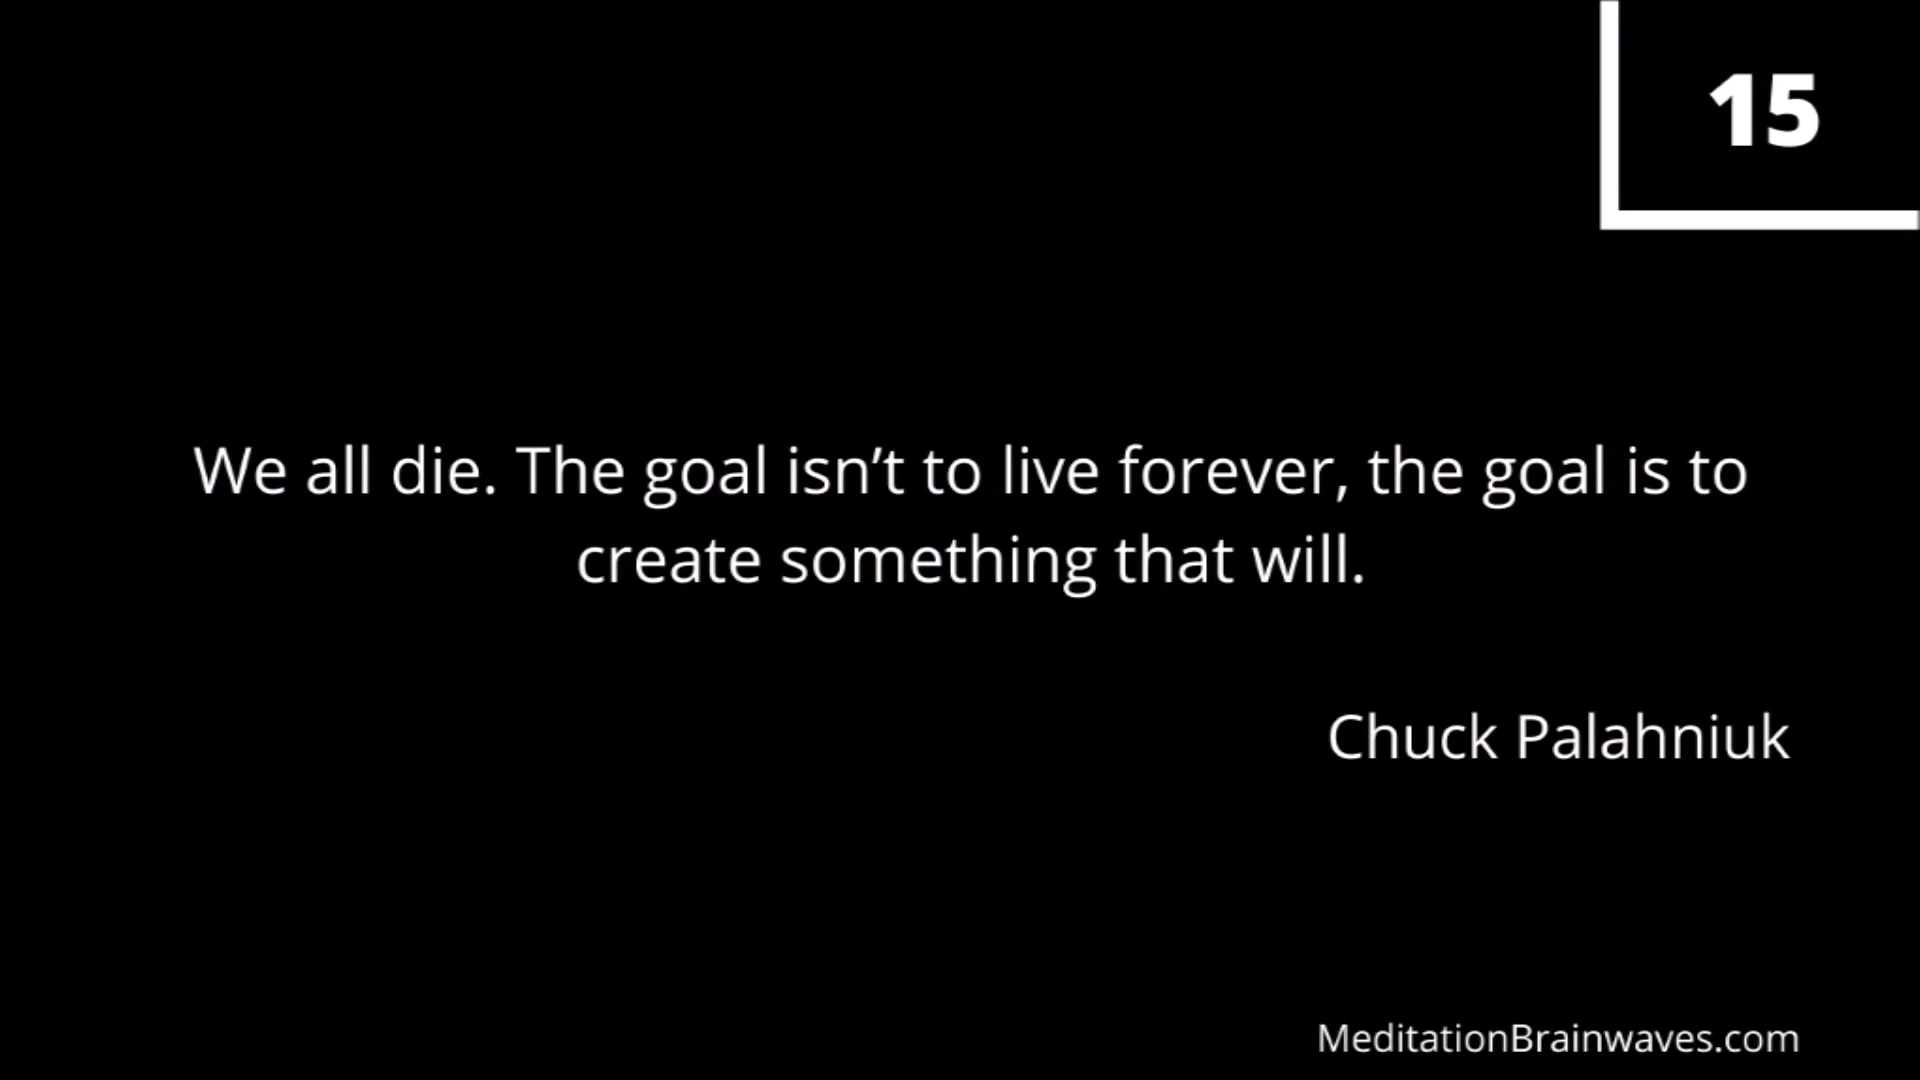 15
We all die. The goal isn’t to live forever, the goal is to
create something that will.
Chuck Palahniuk
MeditationBrainwaves.com